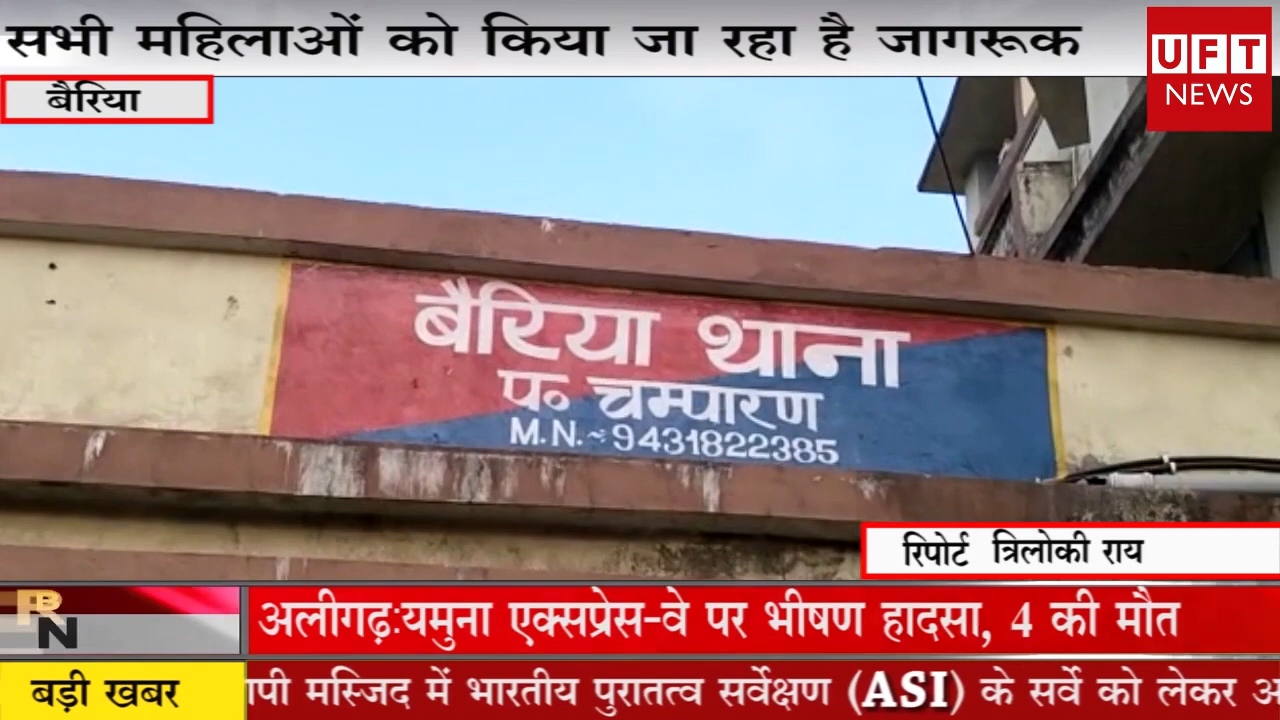 सभी महिलाओं को किया जा रहा है जागरूक
UFT
NEWS
बैरिया
बैरिया थाना
प० चम्पारण
M.N.~9431822385
रिपोर्ट त्रिलोकी राय
अलीगढ़:यमुना एक्सप्रेस-वे पर भीषण हादसा, 4 की मौत
बड़ी खबर
पी मस्जिद में भारतीय पुरातत्व सर्वेक्षण (ASI) के सर्वे को लेकर